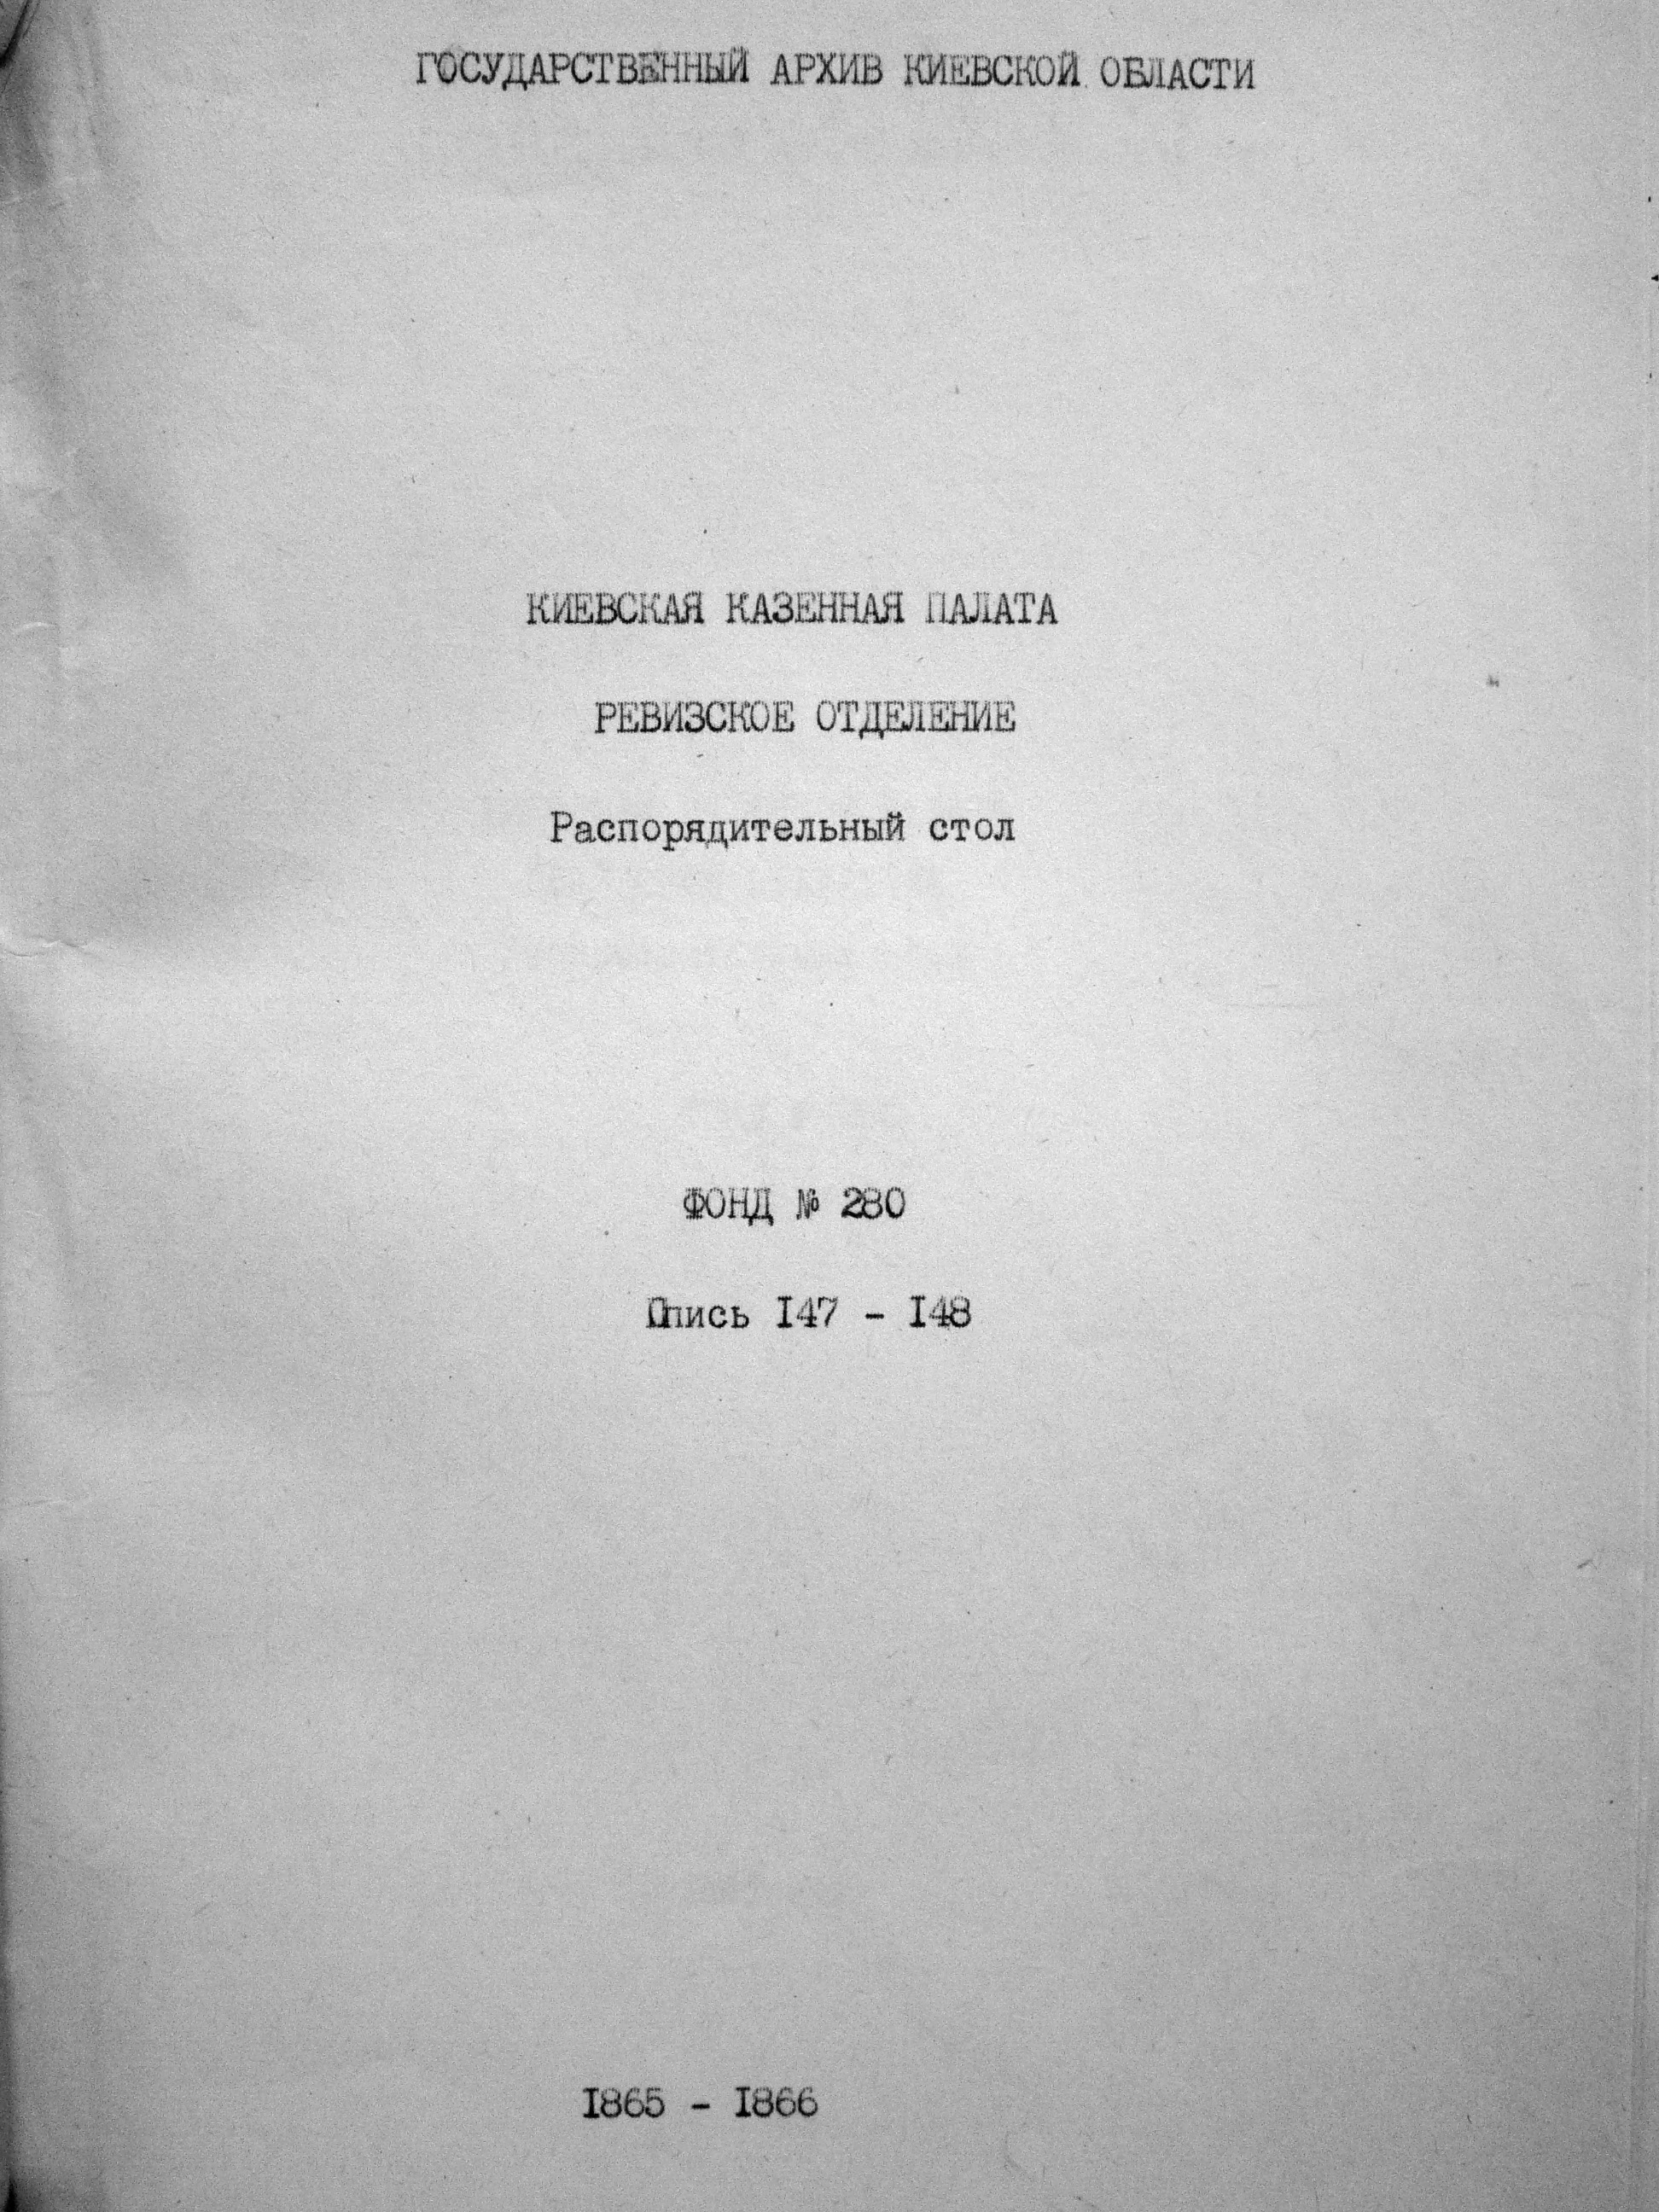 ГОСУДАРСТВЕННЫЙ АРХИВ КИЕВСКОЙ ОБЛАСТИ
КИЕВСКАЯ КАЗЕННАЯ ПАЛАТА
РЕВИЗСКОЕ ОТДЕЛЕНИЕ
Распорядительный стол
ФОНД № 280
Опись I47 - I48
I865 - I866